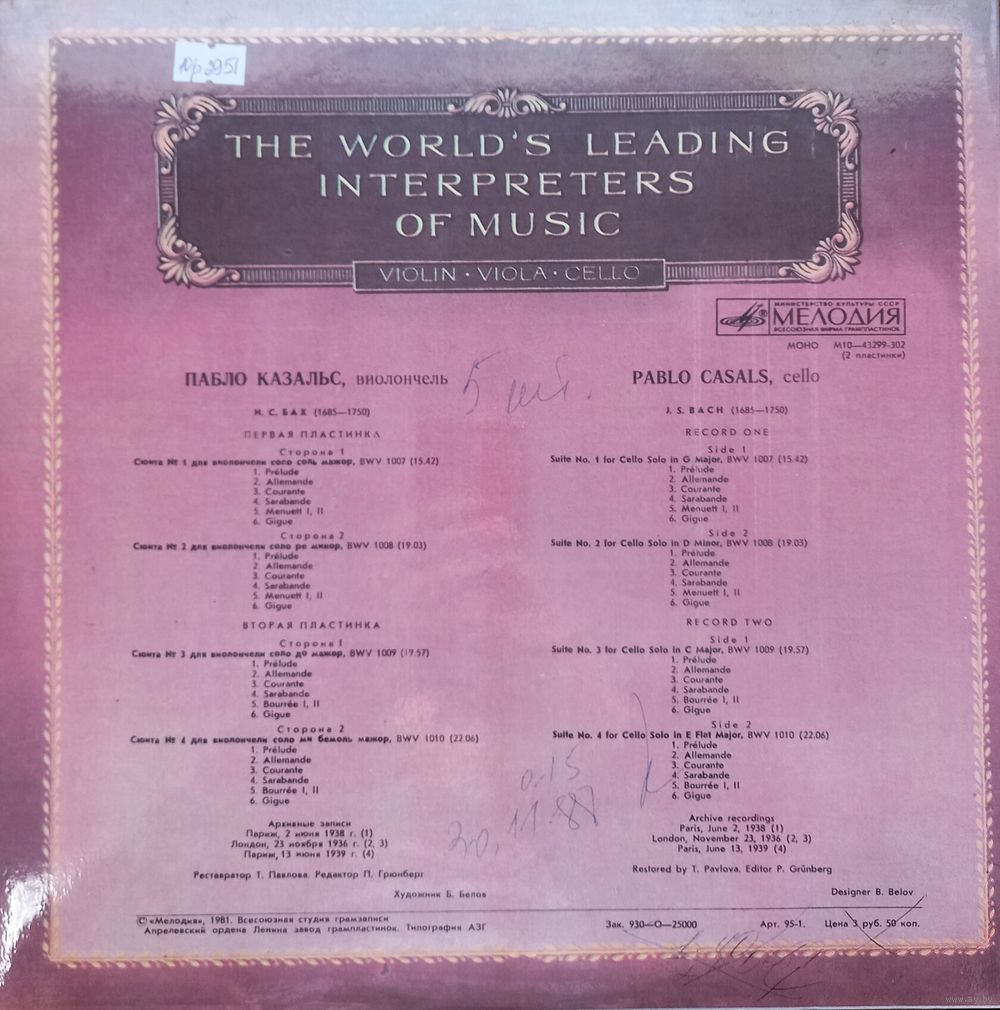 Пр 2951
THE WORLD'S LEADING
INTERPRETERS
OF MUSIC
VIOLIN • VIOLA • CELLO
МИНИСТЕРСТВО КУЛЬТУРЫ СССР
МЕЛОДИЯ
ВСЕСОЮЗНАЯ ФИРМА ГРАМПЛАСТИНОК
МОНО М10—43299-302
(2 пластинки)
ПАБЛО КАЗАЛЬС, виолончель
И. С. БАХ (1685—1750)
ПЕРВАЯ ПЛАСТИНКА
Сторона 1
Сюита № 1 для виолончели соло соль мажор, BWV 1007 (15.42)
1. Prélude
2. Allemande
3. Courante
4. Sarabande
5. Menuett I, II
6. Gigue
Сторона 2
Сюита № 2 для виолончели соло ре минор, BWV 1008 (19.03)
1. Prélude
2. Allemande
3. Courante
4. Sarabande
5. Menuett I, II
6. Gigue
ВТОРАЯ ПЛАСТИНКА
Сторона 1
Сюита № 3 для виолончели соло до мажор, BWV 1009 (19.57)
1. Prélude
2. Allemande
3. Courante
4. Sarabande
5. Bourrée I, II
6. Gigue
Сторона 2
Сюита № 4 для виолончели соло ми бемоль мажор, BWV 1010 (22.06)
1. Prélude
2. Allemande
3. Courante
4. Sarabande
5. Bourrée I, II
6. Gigue
Архивные записи
Париж, 2 июня 1938 г. (1)
Лондон, 23 ноября 1936 г. (2, 3)
Париж, 13 июня 1939 г. (4)
Реставратор Т. Павлова. Редактор П. Грюнберг
Художник Б. Белов
5 шт.
PABLO CASALS, cello
J. S. BACH (1685—1750)
RECORD ONE
Side 1
Suite No. 1 for Cello Solo in G Major, BWV 1007 (15.42)
1. Prélude
2. Allemande
3. Courante
4. Sarabande
5. Menuett I, II
6. Gigue
Side 2
Suite No. 2 for Cello Solo in D Minor, BWV 1008 (19.03)
1. Prélude
2. Allemande
3. Courante
4. Sarabande
5. Menuett I, II
6. Gigue
RECORD TWO
Side 1
Suite No. 3 for Cello Solo in C Major, BWV 1009 (19.57)
1. Prélude
2. Allemande
3. Courante
4. Sarabande
5. Bourrée I, II
6. Gigue
Side 2
Suite No. 4 for Cello Solo in E Flat Major, BWV 1010 (22.06)
1. Prélude
2. Allemande
3. Courante
4. Sarabande
5. Bourrée I, II
6. Gigue
Archive recordings
Paris, June 2, 1938 (1)
London, November 23, 1936 (2, 3)
Paris, June 13, 1939 (4)
Restored by T. Pavlova. Editor P. Grünberg
Designer B. Belov
0-15
30.11.88
© «Мелодия», 1981. Всесоюзная студия грамзаписи
Апрелевский ордена Ленина завод грампластинок. Типография АЗГ
Зак. 930—О—25000 Арт. 95-1. Цена 3 руб. 50 коп.
www.ay.by